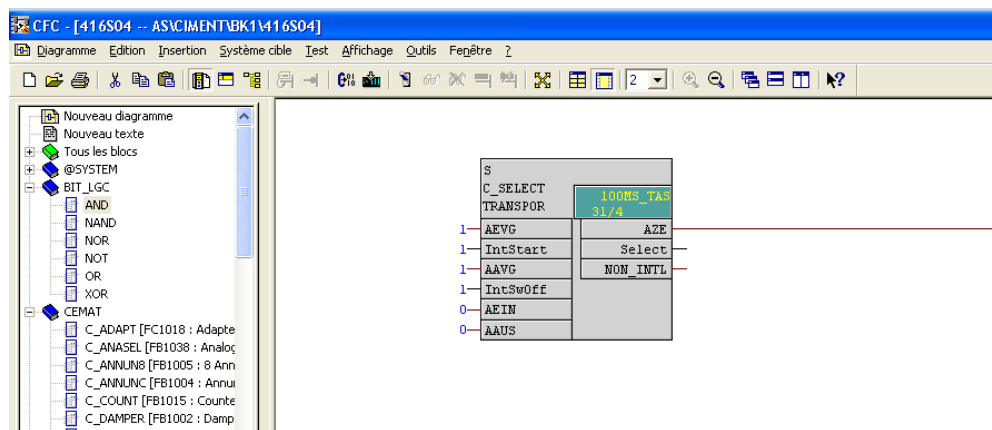 CFC - [416S04 -- AS\CIMENT\BK1\416S04]
Diagramme Edition Insertion Système cible Test Affichage Outils Fenêtre ?
2
Nouveau diagramme
Nouveau texte
Tous les blocs
@SYSTEM
BIT_LGC
AND
NAND
NOR
NOT
OR
XOR
CEMAT
C_ADAPT [FC1018 : Adapte
C_ANASEL [FB1038 : Analog
C_ANNUN8 [FB1005 : 8 Ann
C_ANNUNC [FB1004 : Annu
C_COUNT [FB1015 : Counte
C_DAMPER [FB1002 : Damp
S
C_SELECT
TRANSPOR
100MS_TAS
31/4
1 AEVG AZE
1 IntStart Select
1 AAVG NON_INTL
1 IntSwOff
0 AEIN
0 AAUS